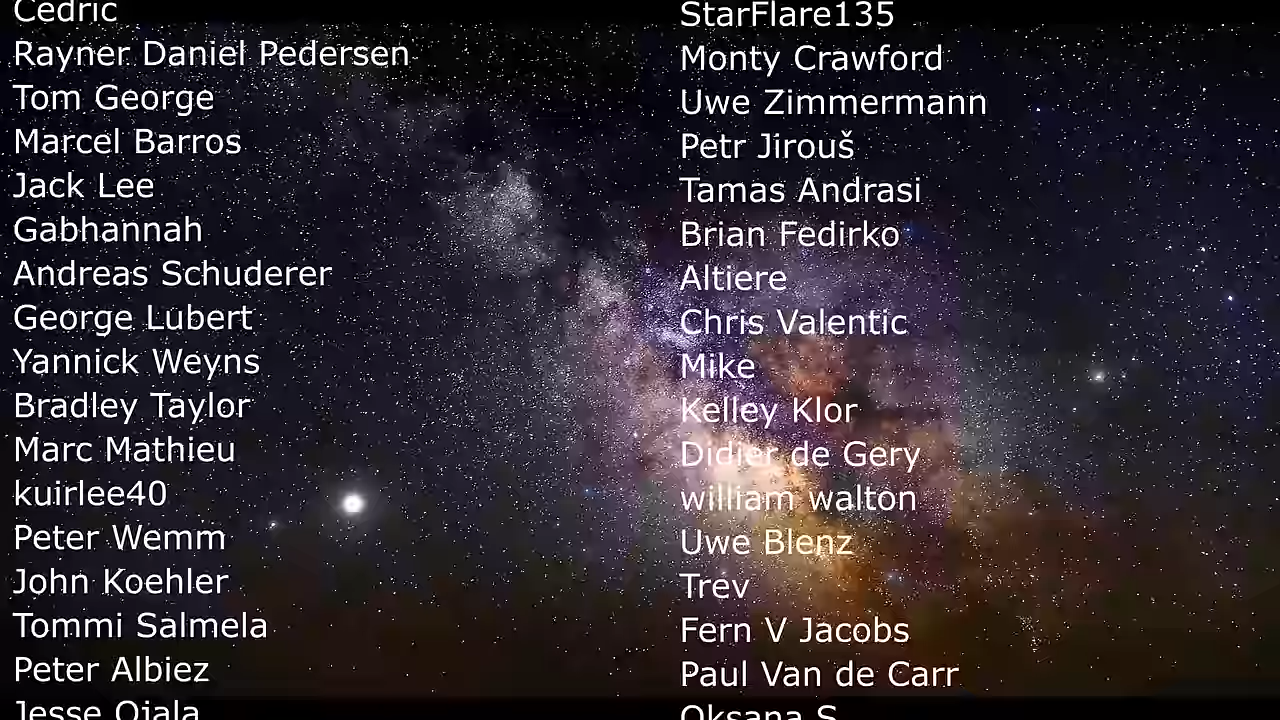 Cedric
Rayner Daniel Pedersen
Tom George
Marcel Barros
Jack Lee
Gabhannah
Andreas Schuderer
George Lubert
Yannick Weyns
Bradley Taylor
Marc Mathieu
kuirlee40
Peter Wemm
John Koehler
Tommi Salmela
Peter Albiez
Jesse Ojala
StarFlare135
Monty Crawford
Uwe Zimmermann
Petr Jirouš
Tamas Andrasi
Brian Fedirko
Altiere
Chris Valentic
Mike
Kelley Klor
Didier de Gery
william walton
Uwe Blenz
Trev
Fern V Jacobs
Paul Van de Carr
Oksana S